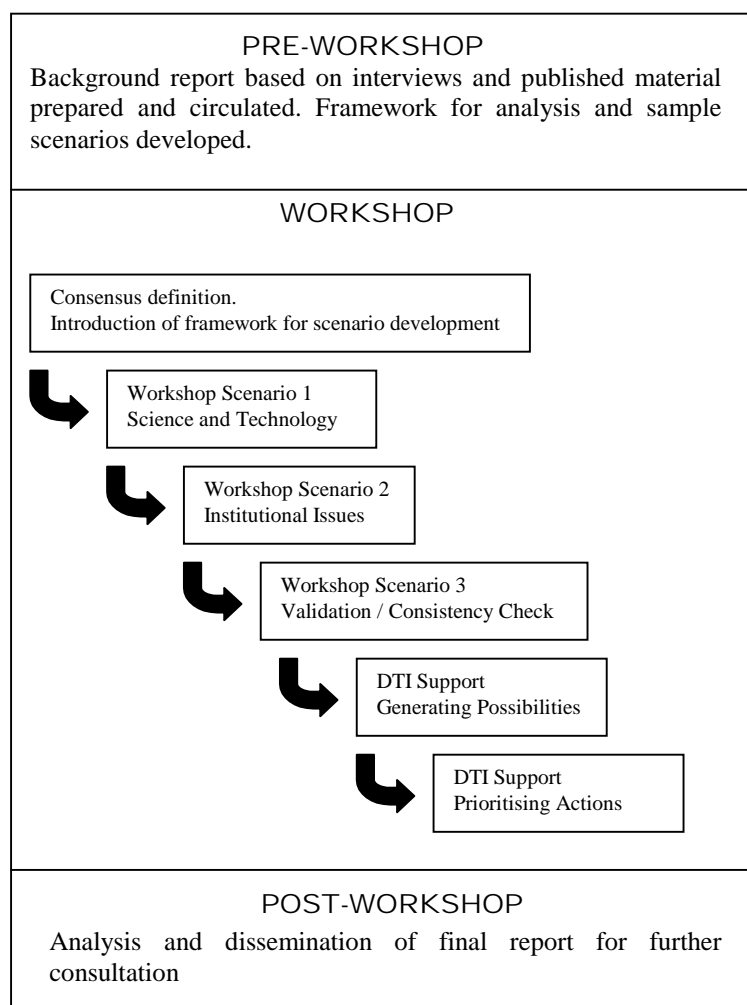 PRE-WORKSHOP
Background report based on interviews and published material
prepared and circulated. Framework for analysis and sample
scenarios developed.
WORKSHOP
Consensus definition.
Introduction of framework for scenario development
Workshop Scenario 1
Science and Technology
Workshop Scenario 2
Institutional Issues
Workshop Scenario 3
Validation / Consistency Check
DTI Support
Generating Possibilities
DTI Support
Prioritising Actions
POST-WORKSHOP
Analysis and dissemination of final report for further
consultation